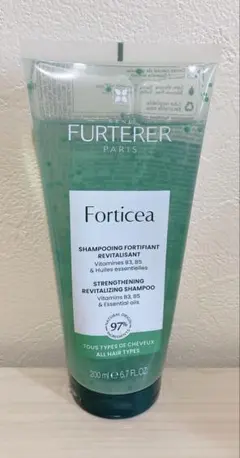 RENE
FURTERER
PARIS
Forticea
SHAMPOOING FORTIFIANT
REVITALISANT
Vitamines B3, B5
& Huiles essentielles
STRENGTHENING
REVITALIZING SHAMPOO
Vitamins B3, B5
& Essential oils
97%
TOUS TYPES DE CHEVEUX
ALL HAIR TYPES
200 ml e 6.7 FL.OZ